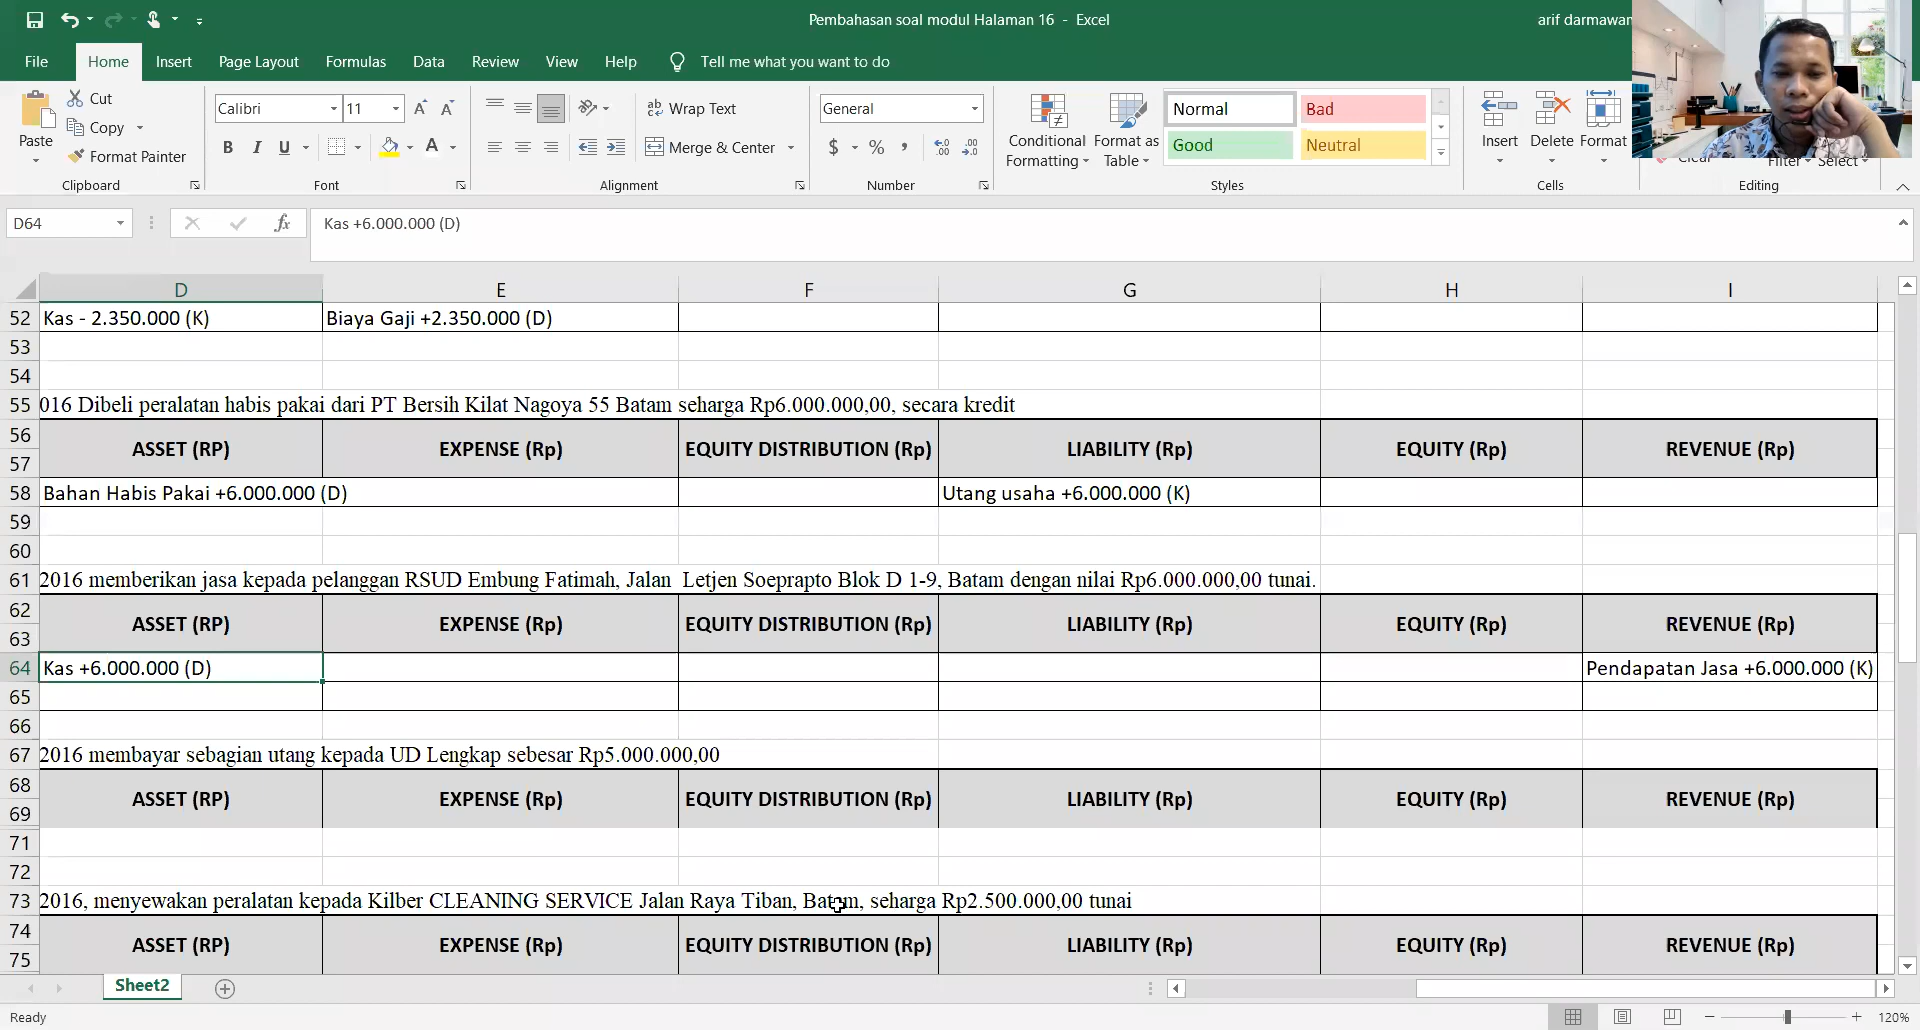 Pembahasan soal modul Halaman 16 - Excel
arif darmawan
File Home Insert Page Layout Formulas Data Review View Help Tell me what you want to do
Cut
Copy
Format Painter
Paste
Clipboard
Calibri 11
B I U A
Font
Wrap Text
Merge & Center
Alignment
General
$ % ,
Number
Conditional Formatting
Format as Table
Normal Bad
Good Neutral
Styles
Insert Delete Format
Cells
Clear
Filter Select
Editing
D64 fx Kas +6.000.000 (D)
D E F G H I
52 Kas - 2.350.000 (K) Biaya Gaji +2.350.000 (D)
53
54
55 016 Dibeli peralatan habis pakai dari PT Bersih Kilat Nagoya 55 Batam seharga Rp6.000.000,00, secara kredit
56
ASSET (RP) EXPENSE (Rp) EQUITY DISTRIBUTION (Rp) LIABILITY (Rp) EQUITY (Rp) REVENUE (Rp)
57
58 Bahan Habis Pakai +6.000.000 (D) Utang usaha +6.000.000 (K)
59
60
61 2016 memberikan jasa kepada pelanggan RSUD Embung Fatimah, Jalan Letjen Soeprapto Blok D 1-9, Batam dengan nilai Rp6.000.000,00 tunai.
62
ASSET (RP) EXPENSE (Rp) EQUITY DISTRIBUTION (Rp) LIABILITY (Rp) EQUITY (Rp) REVENUE (Rp)
63
64 Kas +6.000.000 (D) Pendapatan Jasa +6.000.000 (K)
65
66
67 2016 membayar sebagian utang kepada UD Lengkap sebesar Rp5.000.000,00
68
ASSET (RP) EXPENSE (Rp) EQUITY DISTRIBUTION (Rp) LIABILITY (Rp) EQUITY (Rp) REVENUE (Rp)
69
71
72
73 2016, menyewakan peralatan kepada Kilber CLEANING SERVICE Jalan Raya Tiban, Batam, seharga Rp2.500.000,00 tunai
74
ASSET (RP) EXPENSE (Rp) EQUITY DISTRIBUTION (Rp) LIABILITY (Rp) EQUITY (Rp) REVENUE (Rp)
75
Sheet2
Ready
120%